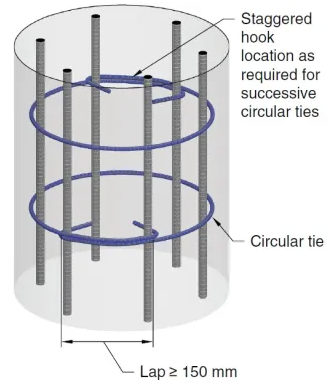 Staggered
hook
location as
required for
successive
circular ties
Circular tie
Lap ≥ 150 mm